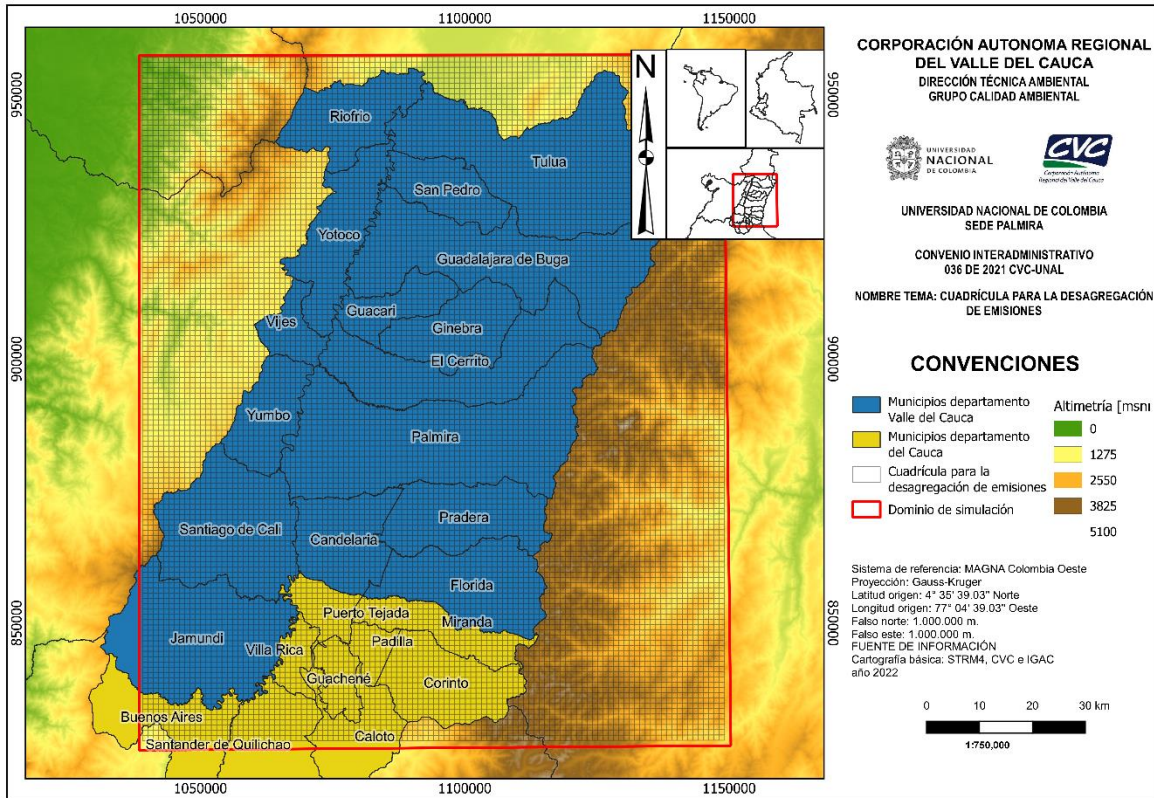 1050000
1100000
1150000
950000
900000
850000
950000
900000
850000
1050000
1100000
1150000
N
Riofrio
Tulua
San Pedro
Yotoco
Guadalajara de Buga
Guacari
Vijes
Ginebra
El Cerrito
Yumbo
Palmira
Santiago de Cali
Candelaria
Pradera
Florida
Puerto Tejada
Miranda
Jamundi
Villa Rica
Padilla
Guachené
Corinto
Buenos Aires
Santander de Quilichao
Caloto
CORPORACIÓN AUTONOMA REGIONAL
DEL VALLE DEL CAUCA
DIRECCIÓN TÉCNICA AMBIENTAL
GRUPO CALIDAD AMBIENTAL
UNIVERSIDAD
NACIONAL
DE COLOMBIA
CVC
Corporación Autónoma
Regional del Valle del Cauca
UNIVERSIDAD NACIONAL DE COLOMBIA
SEDE PALMIRA
CONVENIO INTERADMINISTRATIVO
036 DE 2021 CVC-UNAL
NOMBRE TEMA: CUADRÍCULA PARA LA DESAGREGACIÓN
DE EMISIONES
CONVENCIONES
Municipios departamento
Valle del Cauca
Municipios departamento
del Cauca
Cuadrícula para la
desagregación de emisiones
Dominio de simulación
Altimetría [msnı
0
1275
2550
3825
5100
Sistema de referencia: MAGNA Colombia Oeste
Proyección: Gauss-Kruger
Latitud origen: 4° 35' 39.03" Norte
Longitud origen: 77° 04' 39.03" Oeste
Falso norte: 1.000.000 m.
Falso este: 1.000.000 m.
FUENTE DE INFORMACIÓN
Cartografía básica: STRM4, CVC e IGAC
año 2022
0 10 20 30 km
1:750,000